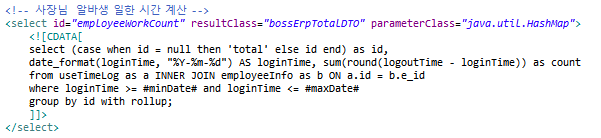 <!-- 사장님  알바생 일한 시간 계산 -->
<select id="employeeWorkCount" resultClass="bossErpTotalDTO" parameterClass="java.util.HashMap">
<![CDATA[
select (case when id = null then 'total' else id end) as id,
date_format(loginTime, "%Y-%m-%d") AS loginTime, sum(round(logoutTime - loginTime)) as count
from useTimeLog as a INNER JOIN employeeInfo as b ON a.id = b.e_id
where loginTime >= #minDate# and loginTime <= #maxDate#
group by id with rollup;
]]>
</select>